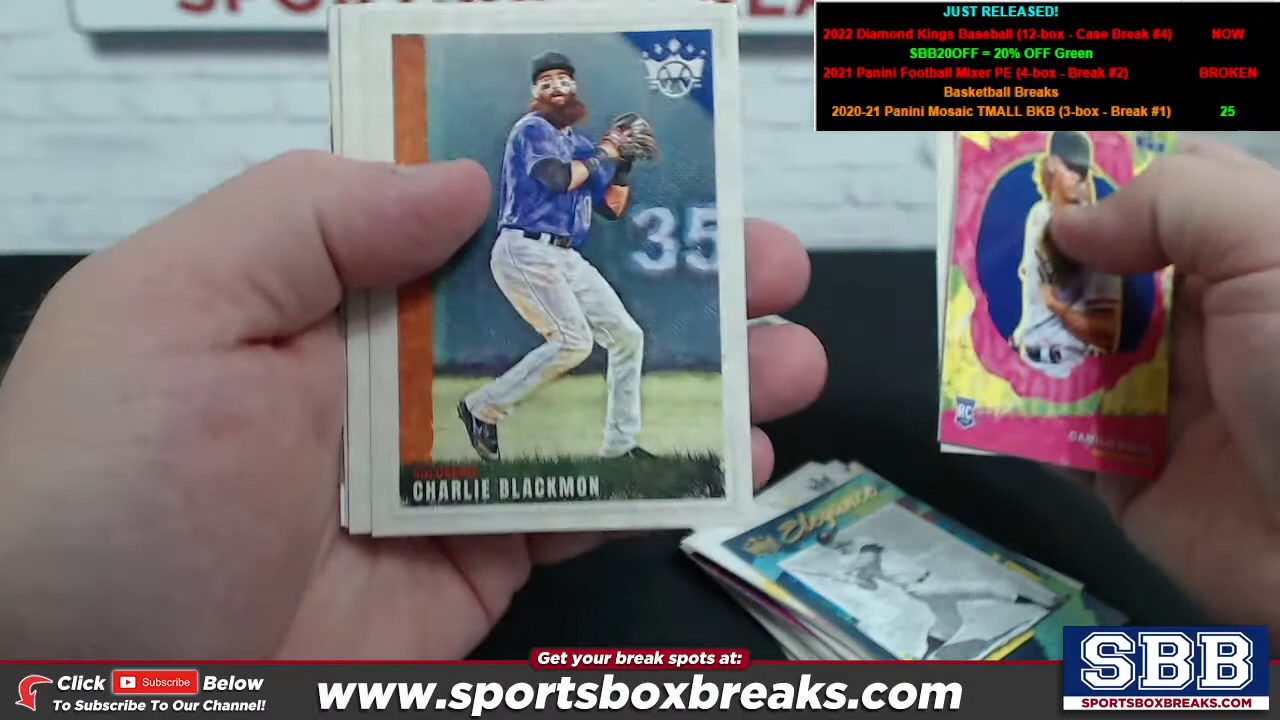 JUST RELEASED!
2022 Diamond Kings Baseball (12-box - Case Break #4) NOW
SBB20OFF = 20% OFF Green
2021 Panini Football Mixer PE (4-box - Break #2) BROKEN
Basketball Breaks
2020-21 Panini Mosaic TMALL BKB (3-box - Break #1) 25
35
RC
CHARLIE BLACKMON
Elegance
Get your break spots at:
Click Subscribe Below
To Subscribe To Our Channel!
www.sportsboxbreaks.com
SBB
SPORTSBOXBREAKS.COM